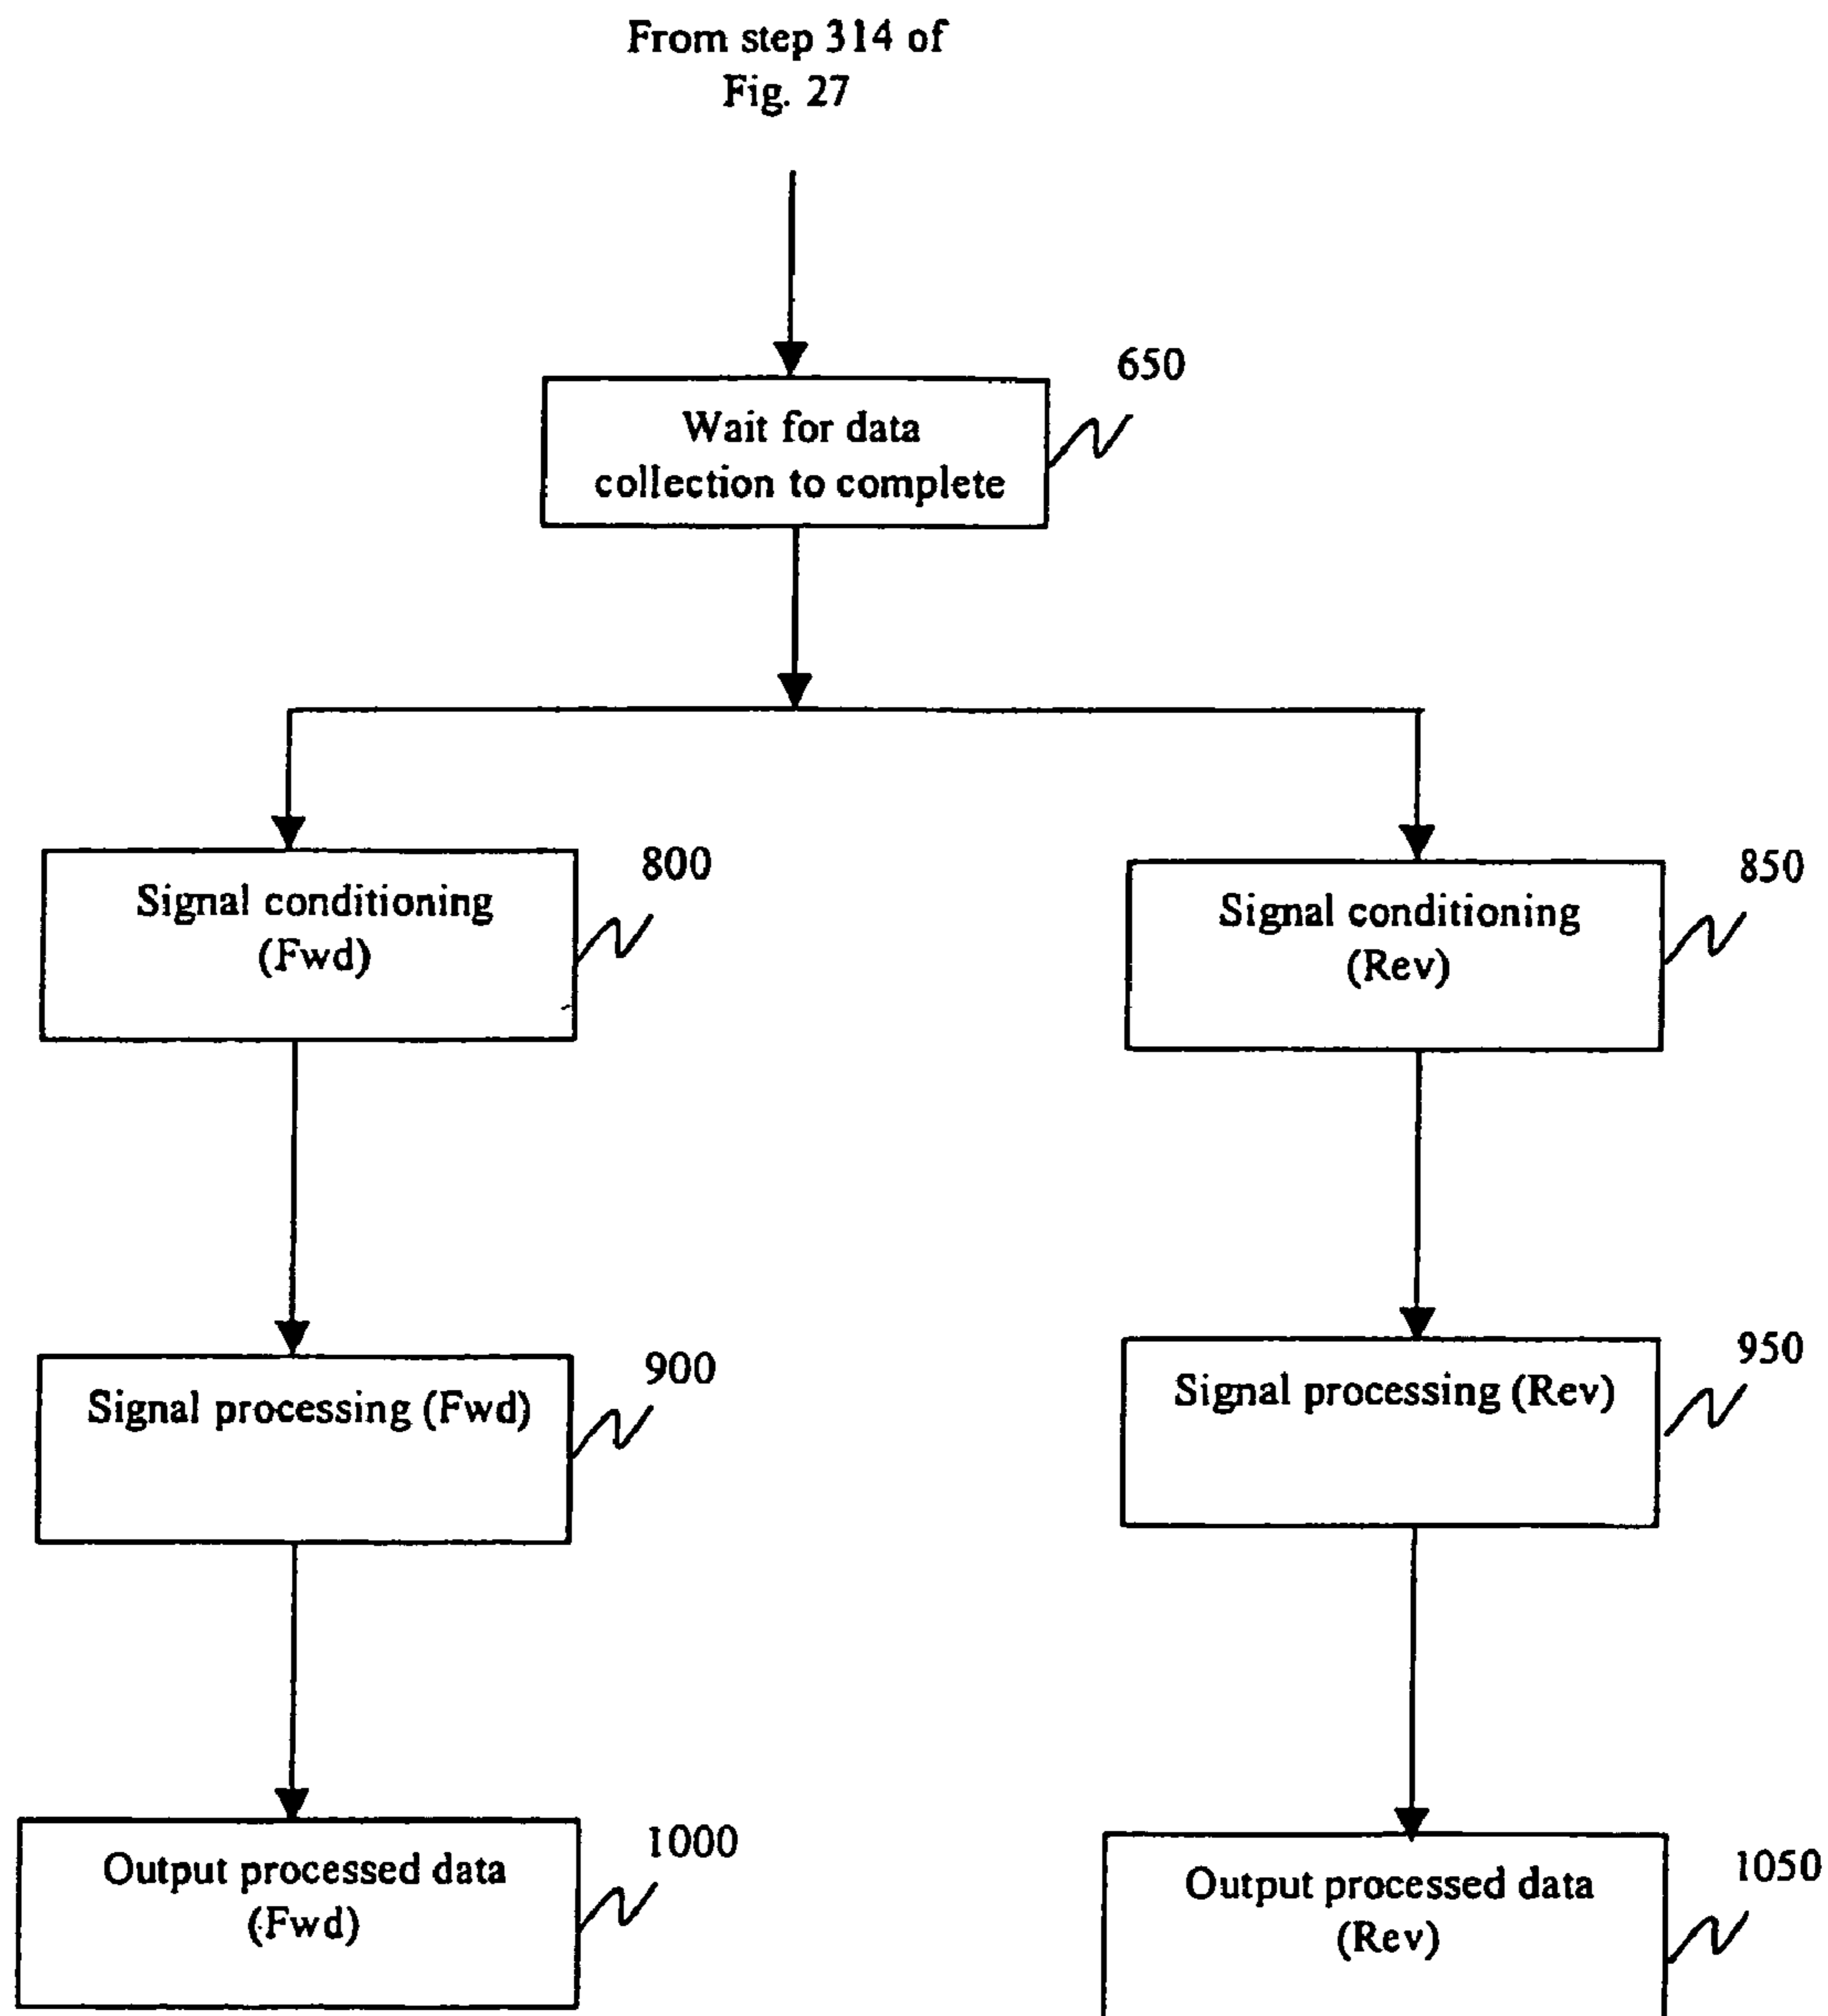 From step 314 of
Fig. 27
650
Wait for data
collection to complete
800
Signal conditioning
(Fwd)
850
Signal conditioning
(Rev)
900
Signal processing (Fwd)
950
Signal processing (Rev)
1000
Output processed data
(Fwd)
1050
Output processed data
(Rev)